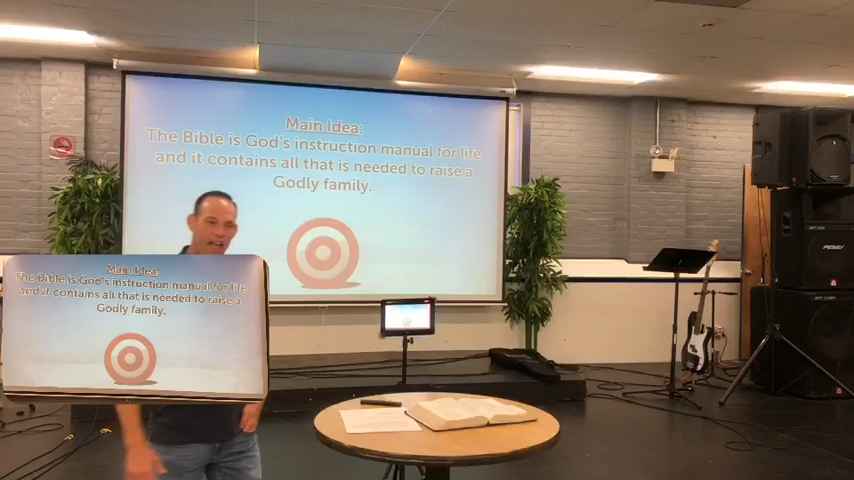 Main Idea:
The Bible is God's instruction manual for life
and it contains all that is needed to raise a
Godly family.
Main Idea:
The Bible is God's instruction manual for life
and it contains all that is needed to raise a
Godly family.
PEAVEY